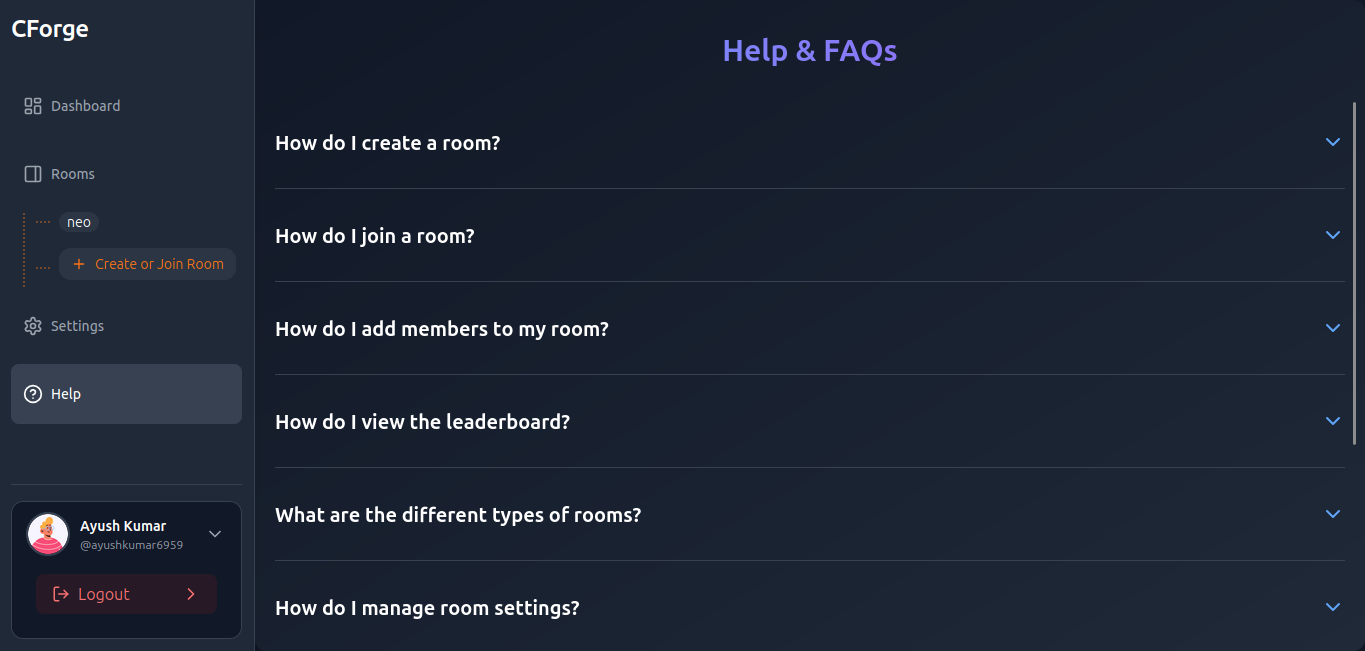 CForge
Dashboard
Rooms
neo
+ Create or Join Room
Settings
Help
Ayush Kumar
@ayushkumar6959
Logout
Help & FAQs
How do I create a room?
How do I join a room?
How do I add members to my room?
How do I view the leaderboard?
What are the different types of rooms?
How do I manage room settings?